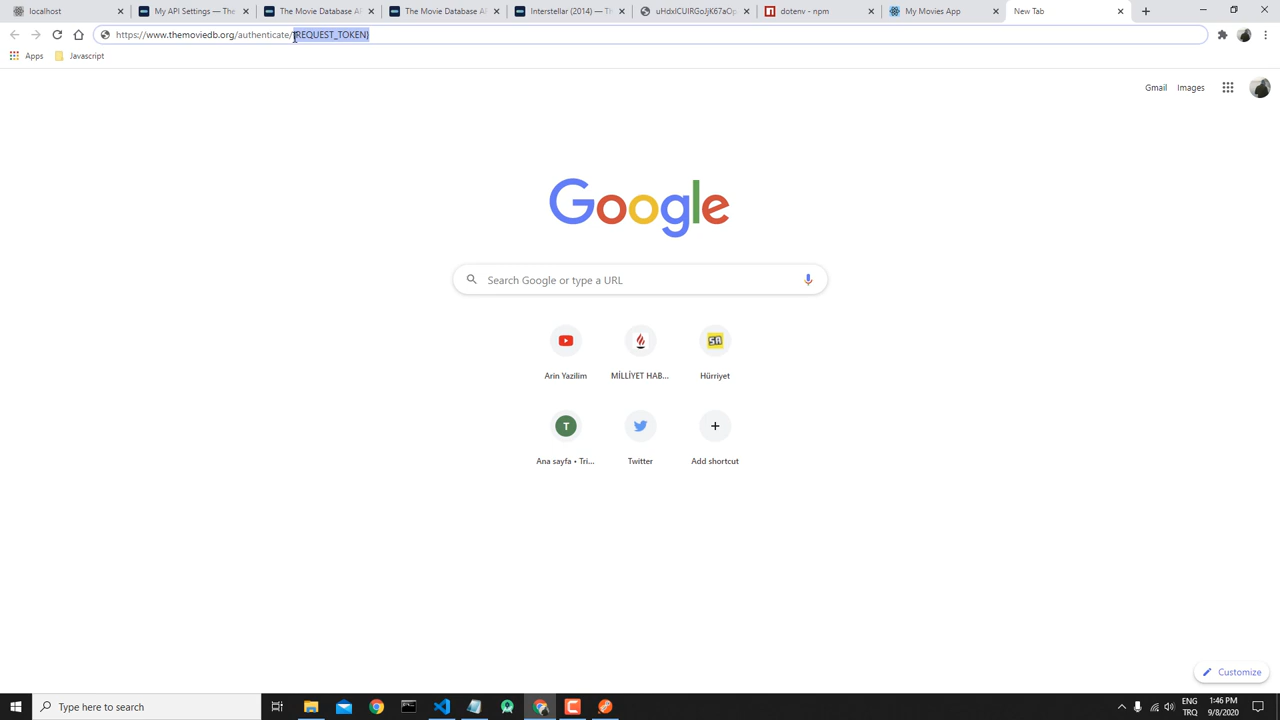 localhost
My API Settings — The
The Movie Database AP
The Movie Database AP
Interstellar (2014) — Th
dotenv - npm
My Movies App
New Tab
https://www.themoviedb.org/authenticate/{REQUEST_TOKEN}
Apps
Javascript
Gmail
Images
Google
Search Google or type a URL
Arin Yazilim
MİLLİYET HAB...
SA
Hürriyet
T
Ana sayfa • Tri...
Twitter
Add shortcut
Customize
Type here to search
ENG
TRQ
1:46 PM
9/8/2020